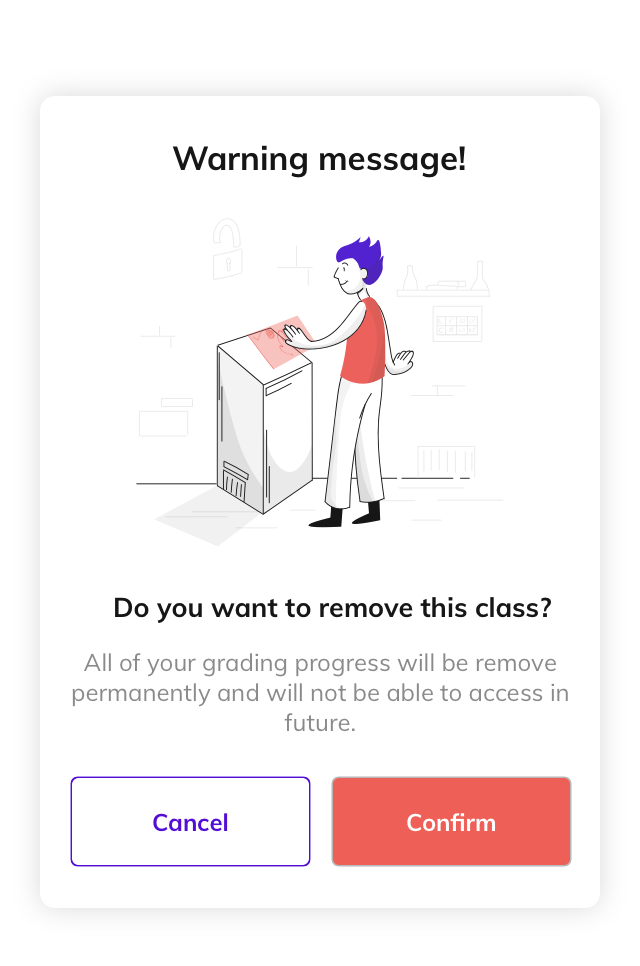 Warning message!
Do you want to remove this class?
All of your grading progress will be remove
permanently and will not be able to access in
future.
Cancel
Confirm